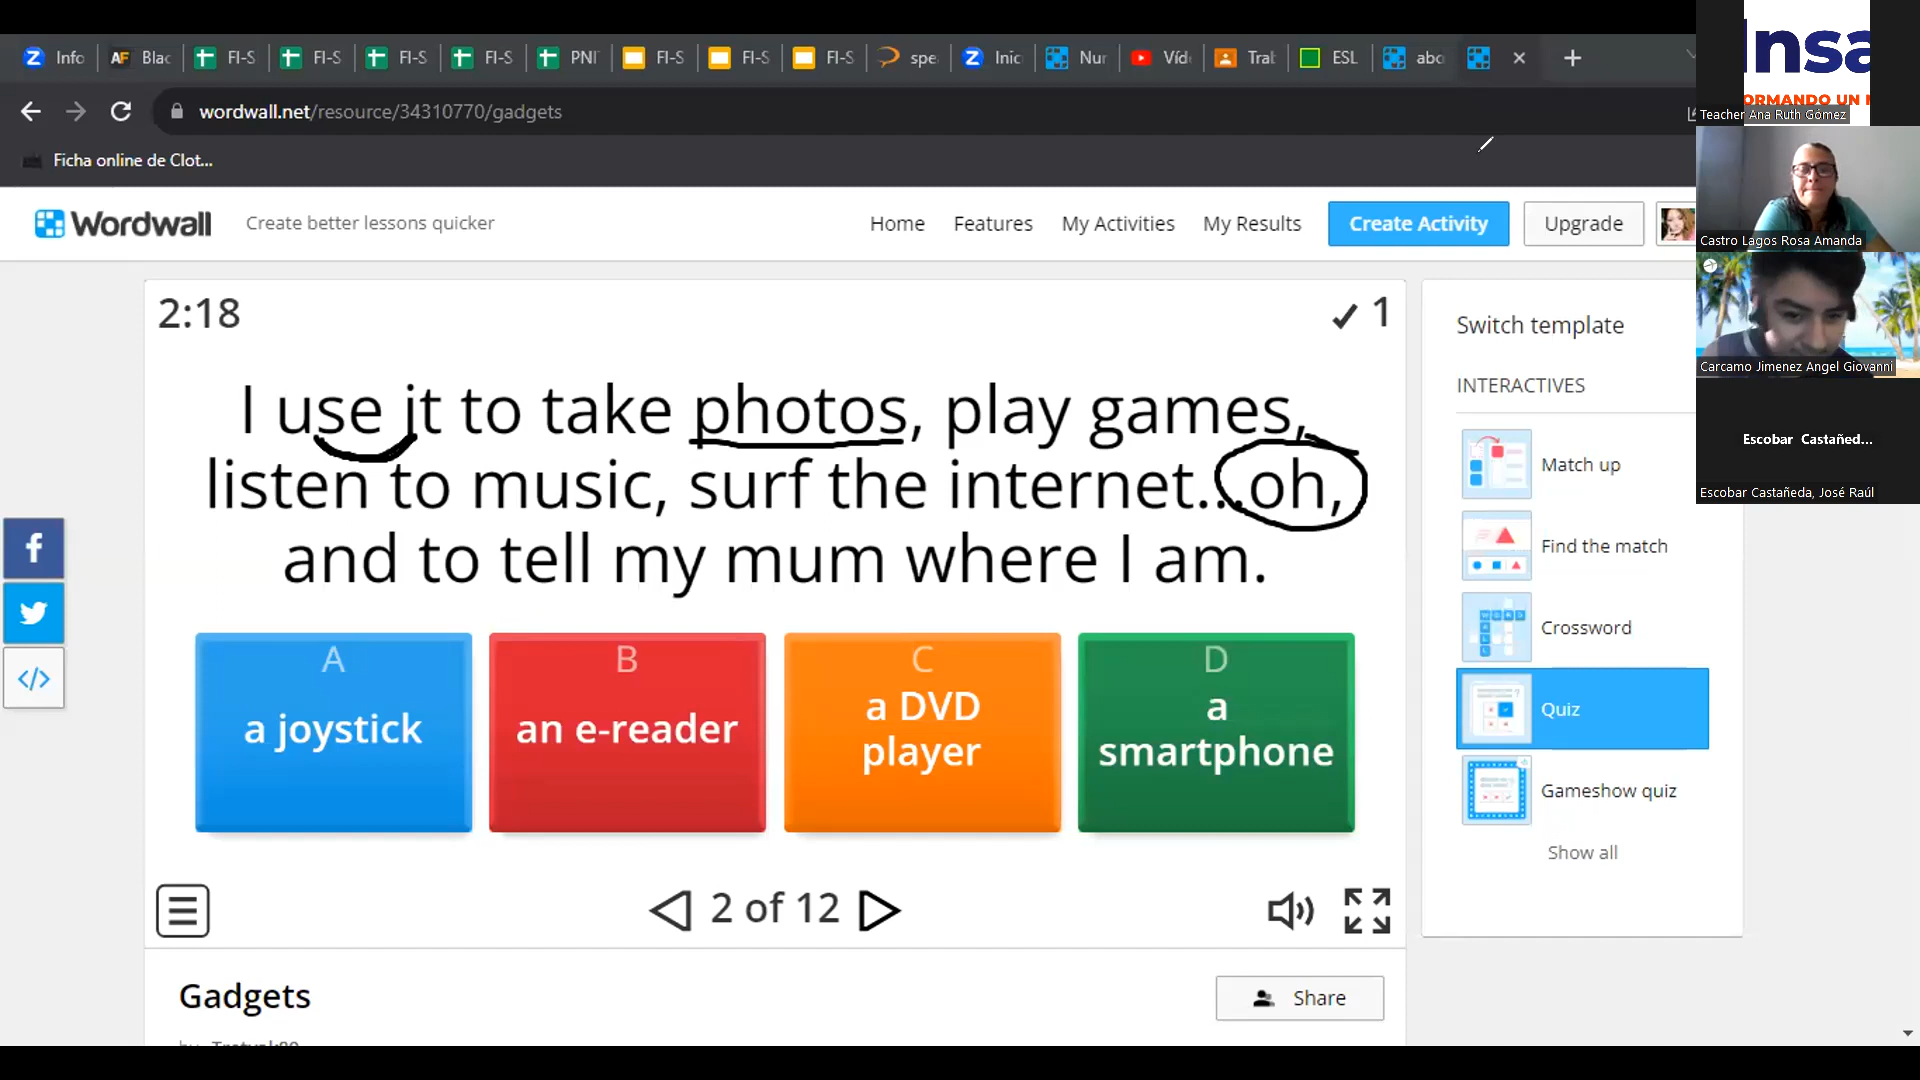 Info
Blac
FI-S
FI-S
FI-S
FI-S
PNI
FI-S
FI-S
FI-S
spe
Inic
Nur
Víd
Trat
ESL
abo
wordwall.net/resource/34310770/gadgets
Ficha online de Clot...
Wordwall
Create better lessons quicker
Home
Features
My Activities
My Results
Create Activity
Upgrade
2:18
1
I use it to take photos, play games,
listen to music, surf the internet...oh,
and to tell my mum where I am.
A
a joystick
B
an e-reader
C
a DVD
player
D
a
smartphone
2 of 12
Gadgets
Share
Switch template
INTERACTIVES
Match up
Find the match
Crossword
Quiz
Gameshow quiz
Show all
Insa
ORMANDO UN
Teacher Ana Ruth Gómez
Castro Lagos Rosa Amanda
Carcamo Jimenez Angel Giovanni
Escobar Castañed...
Escobar Castañeda, José Raúl